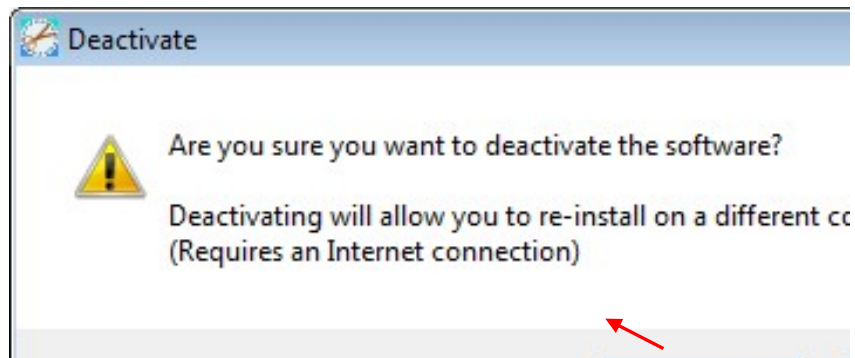 Deactivate
Are you sure you want to deactivate the software?
Deactivating will allow you to re-install on a different
(Requires an Internet connection)